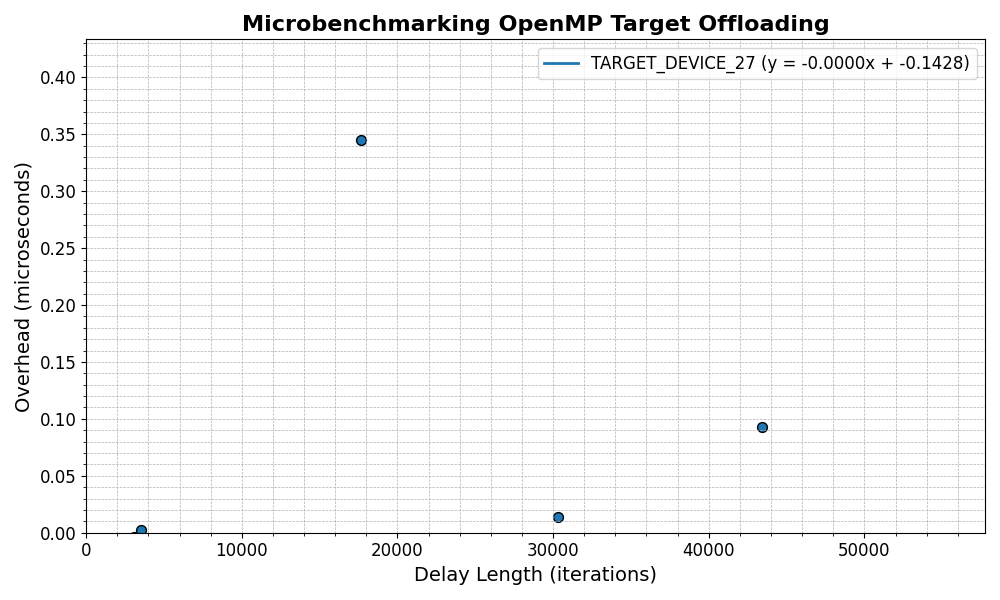 Microbenchmarking OpenMP Target Offloading
TARGET_DEVICE_27 (y = -0.0000x + -0.1428)
Overhead (microseconds)
0.40
0.35
0.30
0.25
0.20
0.15
0.10
0.05
0.00
0 10000 20000 30000 40000 50000
Delay Length (iterations)